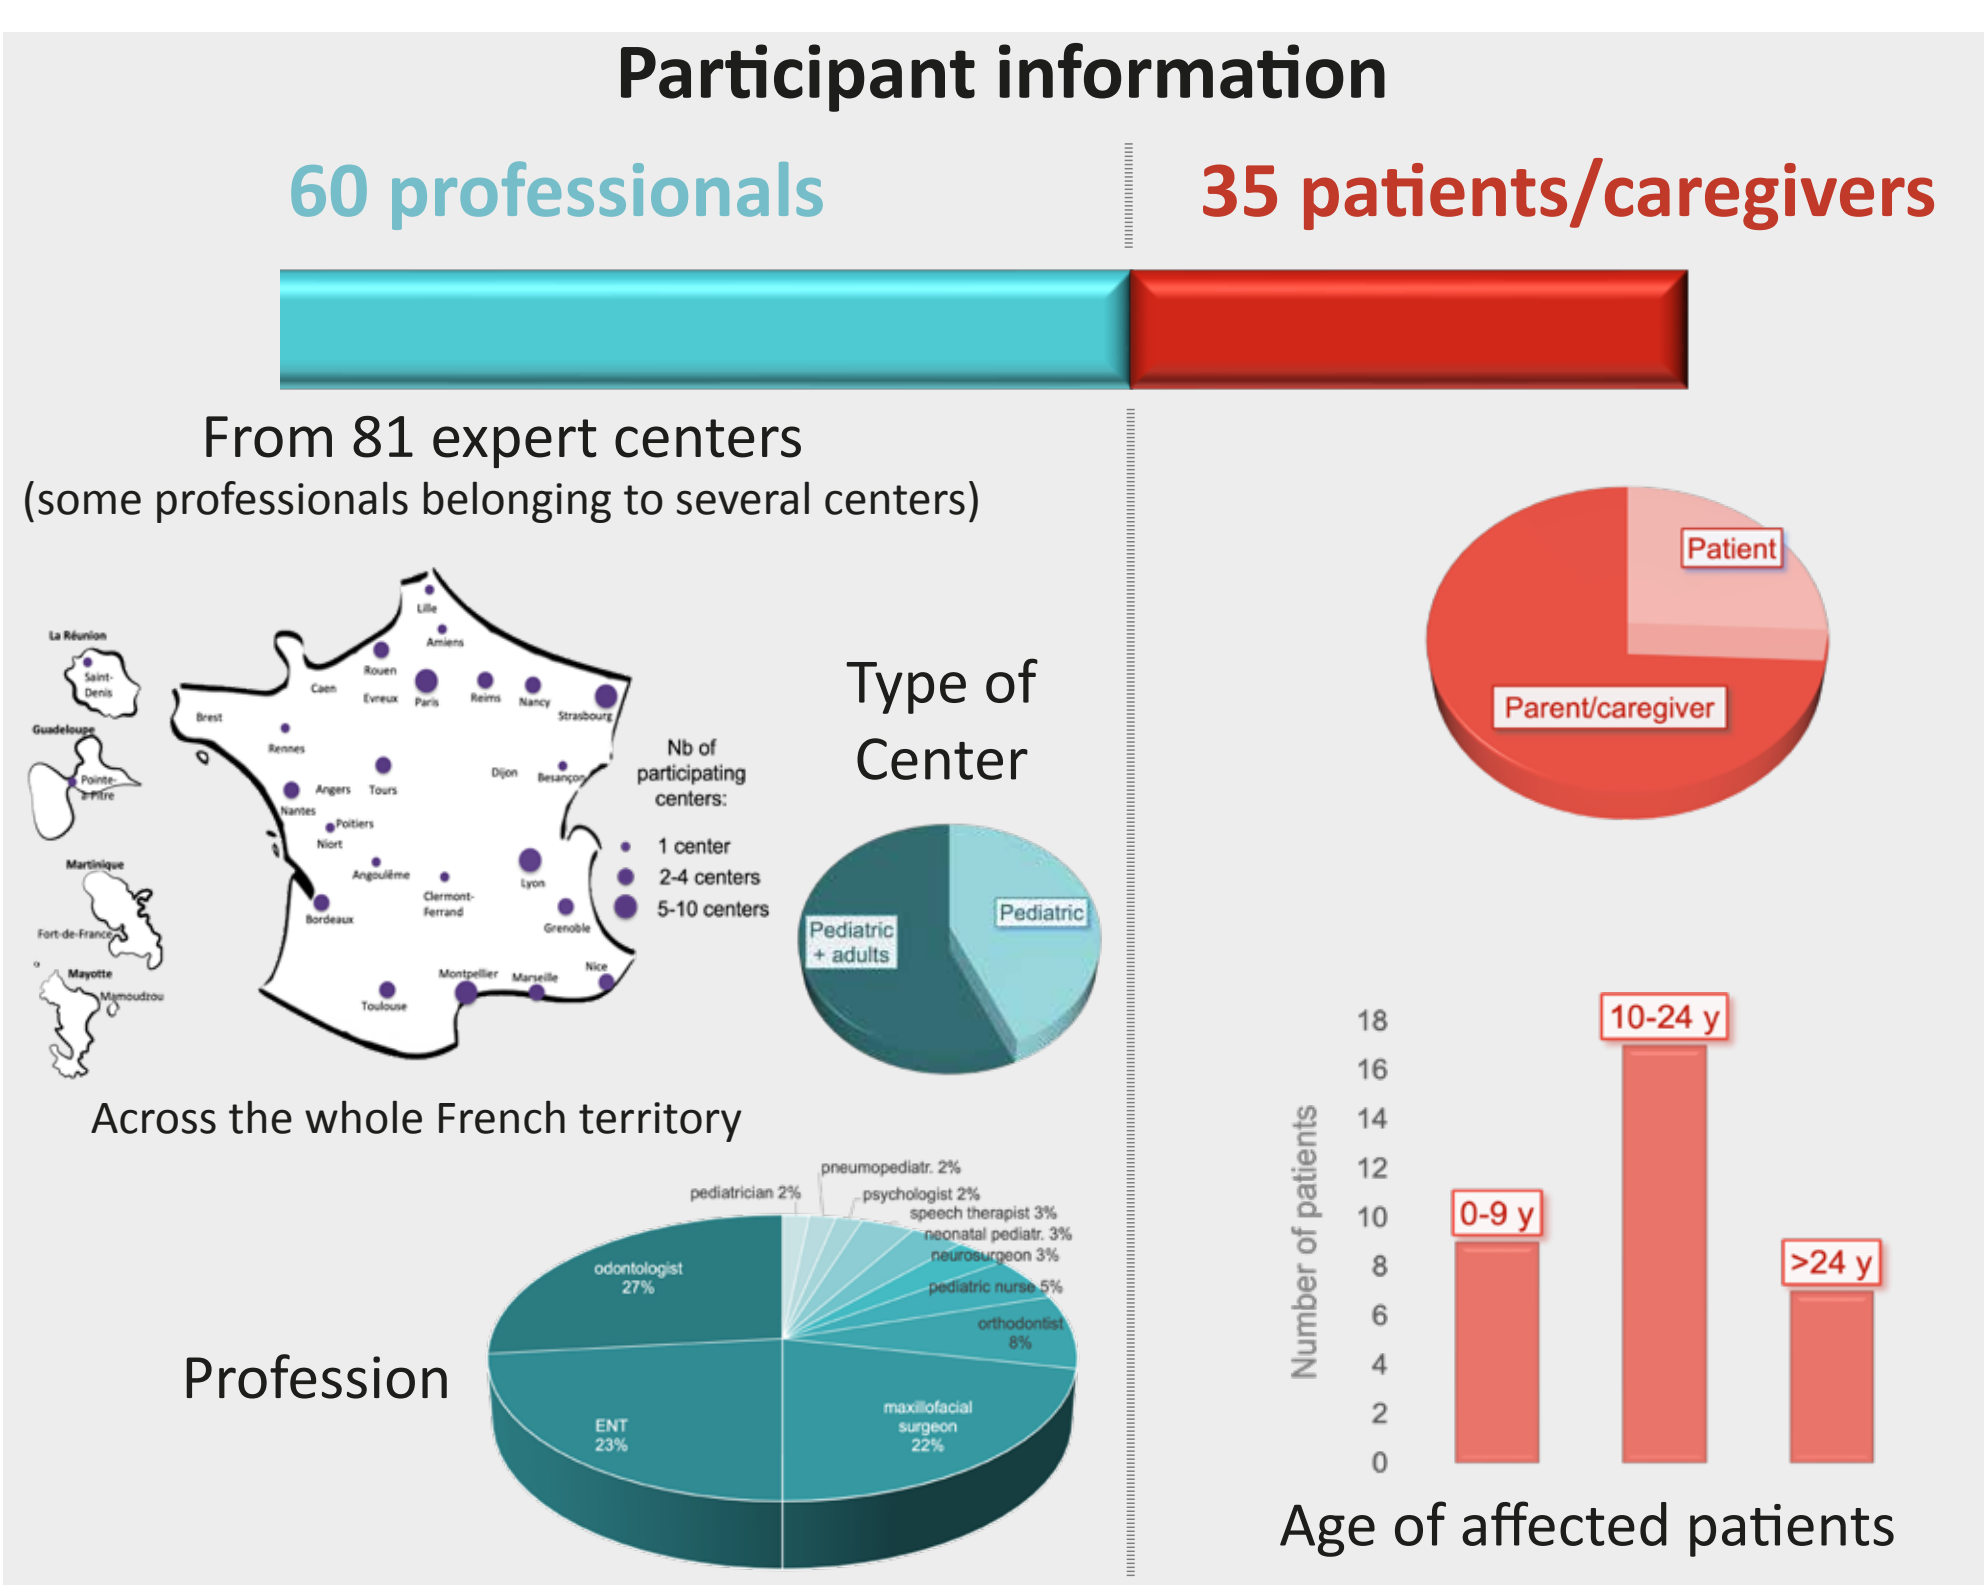 Participant information
60 professionals
35 patients/caregivers
From 81 expert centers
(some professionals belonging to several centers)
La Réunion
Saint-
Denis
Guadeloupe
Pointe-
à-Pitre
Martinique
Fort-de-France
Mayotte
Mamoudzou
Lille
Amiens
Rouen
Caen
Evreux
Paris
Reims
Nancy
Strasbourg
Brest
Rennes
Dijon
Besançon
Angers
Tours
Nantes
Poitiers
Niort
Angoulême
Clermont-
Ferrand
Lyon
Bordeaux
Grenoble
Toulouse
Montpellier
Marseille
Nice
Nb of
participating
centers:
1 center
2-4 centers
5-10 centers
Across the whole French territory
Type of
Center
Pediatric
Pediatric
+ adults
Profession
pediatrician 2%
pneumopediatr. 2%
psychologist 2%
speech therapist 3%
neonatal pediatr. 3%
neurosurgeon 3%
pediatric nurse 5%
orthodontist
8%
maxillofacial
surgeon
22%
ENT
23%
odontologist
27%
Patient
Parent/caregiver
Number of patients
18
16
14
12
10
8
6
4
2
0
0-9 y
10-24 y
>24 y
Age of affected patients